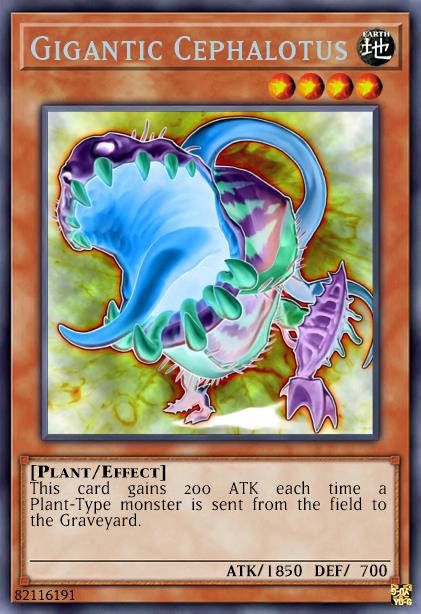 GIGANTIC CEPHALOTUS
EARTH
地
[PLANT/EFFECT]
This card gains 200 ATK each time a
Plant-Type monster is sent from the field to
the Graveyard.
ATK/1850 DEF/ 700
82116191